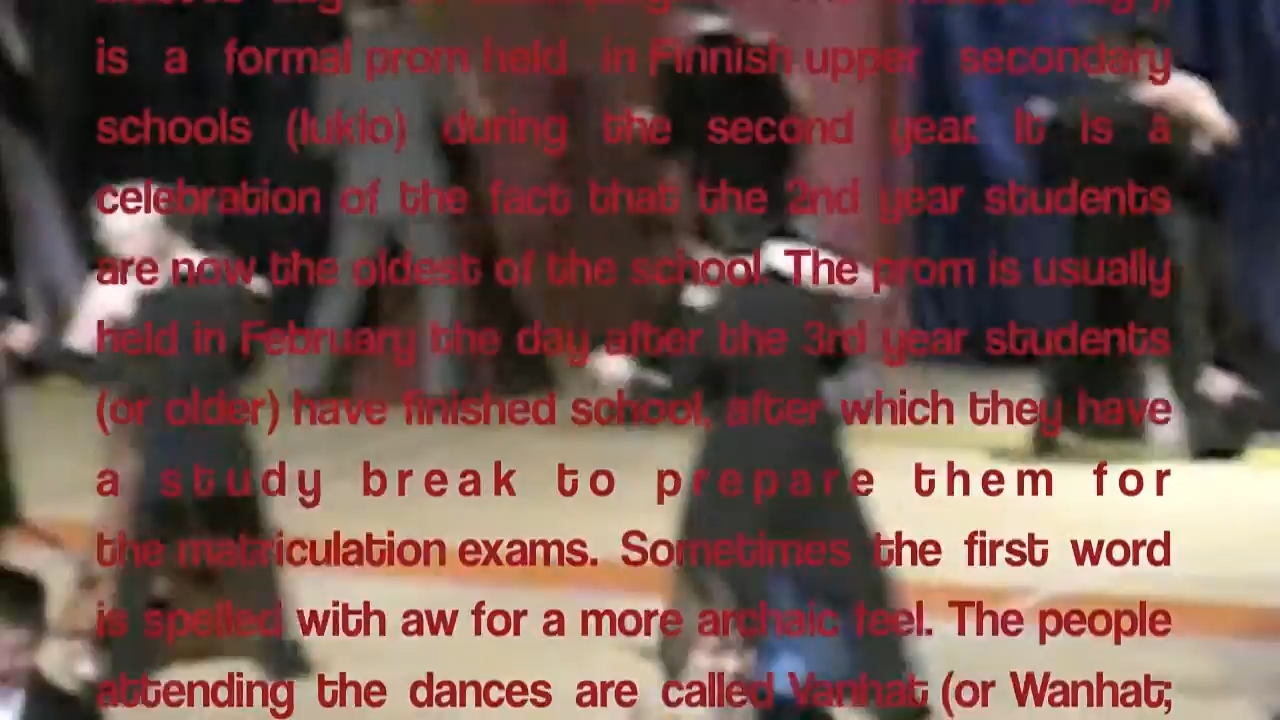 is a formal prom held in Finnish upper secondary
schools (lukio) during the second year. It is a
celebration of the fact that the 2nd year students
are now the oldest of the school. The prom is usually
held in February the day after the 3rd year students
(or older) have finished school, after which they have
a study break to prepare them for
the matriculation exams. Sometimes the first word
is spelled with aw for a more archaic feel. The people
attending the dances are called Vanhat (or Wanhat;